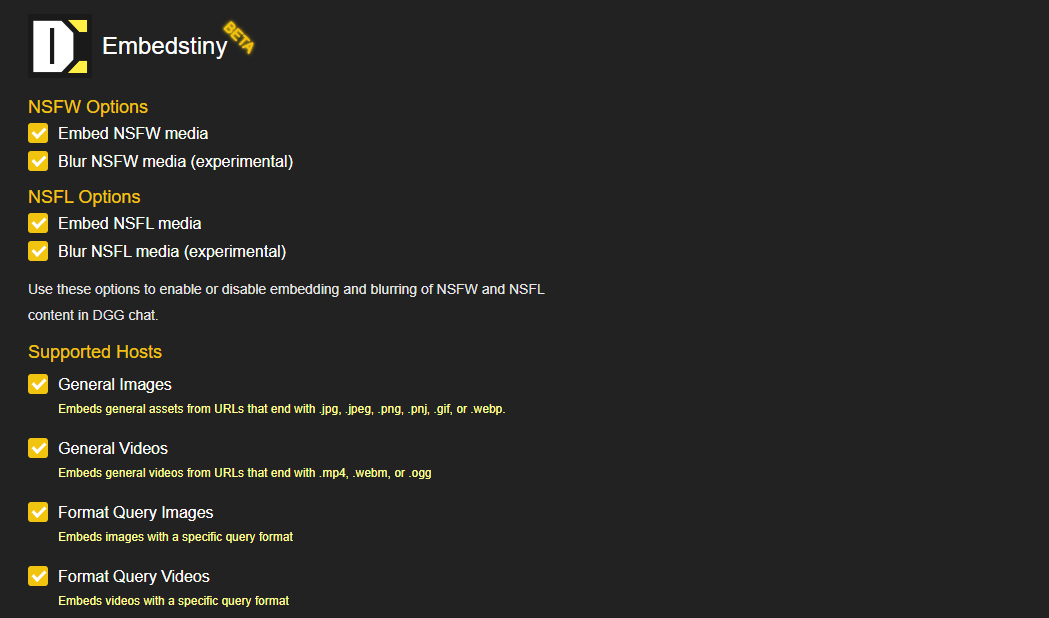 Embedstiny BETA
NSFW Options
Embed NSFW media
Blur NSFW media (experimental)
NSFL Options
Embed NSFL media
Blur NSFL media (experimental)
Use these options to enable or disable embedding and blurring of NSFW and NSFL
content in DGG chat.
Supported Hosts
General Images
Embeds general assets from URLs that end with .jpg, .jpeg, .png, .pnj, .gif, or .webp.
General Videos
Embeds general videos from URLs that end with .mp4, .webm, or .ogg
Format Query Images
Embeds images with a specific query format
Format Query Videos
Embeds videos with a specific query format